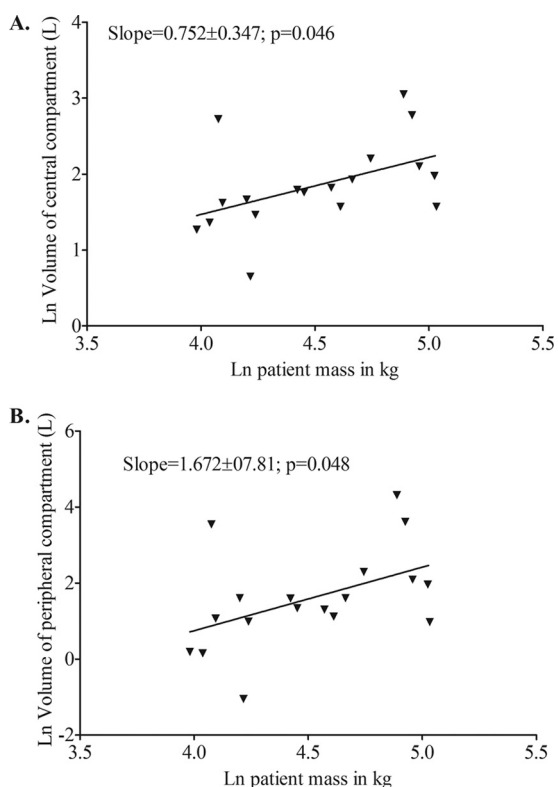 A.
Slope=0.752±0.347; p=0.046
Ln Volume of central compartment (L)
4
3
2
1
0
3.5 4.0 4.5 5.0 5.5
Ln patient mass in kg
B.
Slope=1.672±07.81; p=0.048
Ln Volume of peripheral compartment (L)
6
4
2
0
-2
3.5 4.0 4.5 5.0 5.5
Ln patient mass in kg